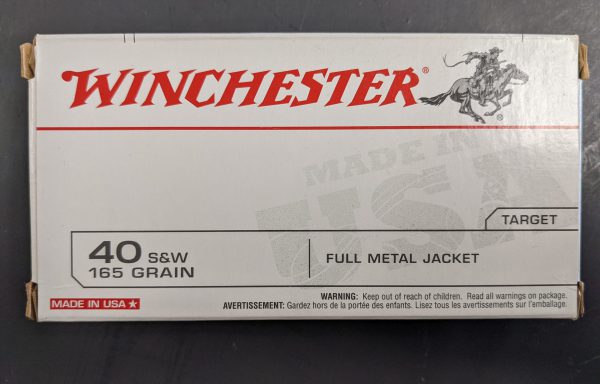 WINCHESTER®
®
MADE IN
USA
TARGET
40 S&W
165 GRAIN
FULL METAL JACKET
MADE IN USA ★
WARNING: Keep out of reach of children. Read all warnings on package.
AVERTISSEMENT: Gardez hors de la portée des enfants. Lisez tous les avertissements sur l'emballage.